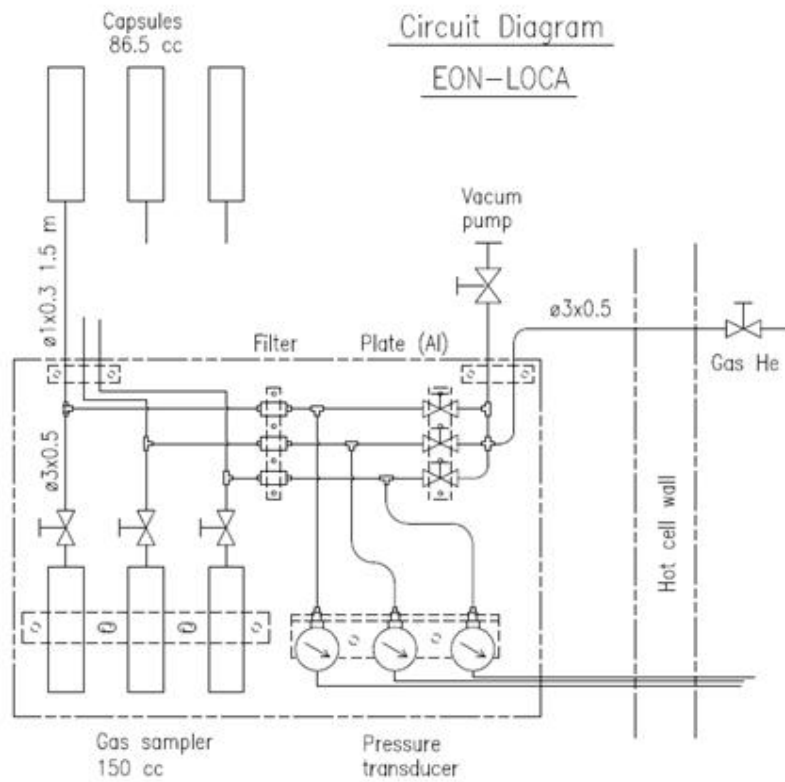 Capsules
86.5 cc
Circuit Diagram
EON-LOCA
Vacum
pump
ø1x0.3 1.5 m
ø3x0.5
Filter
Plate (Al)
Gas He
ø3x0.5
Hot cell wall
Gas sampler
150 cc
Pressure
transducer